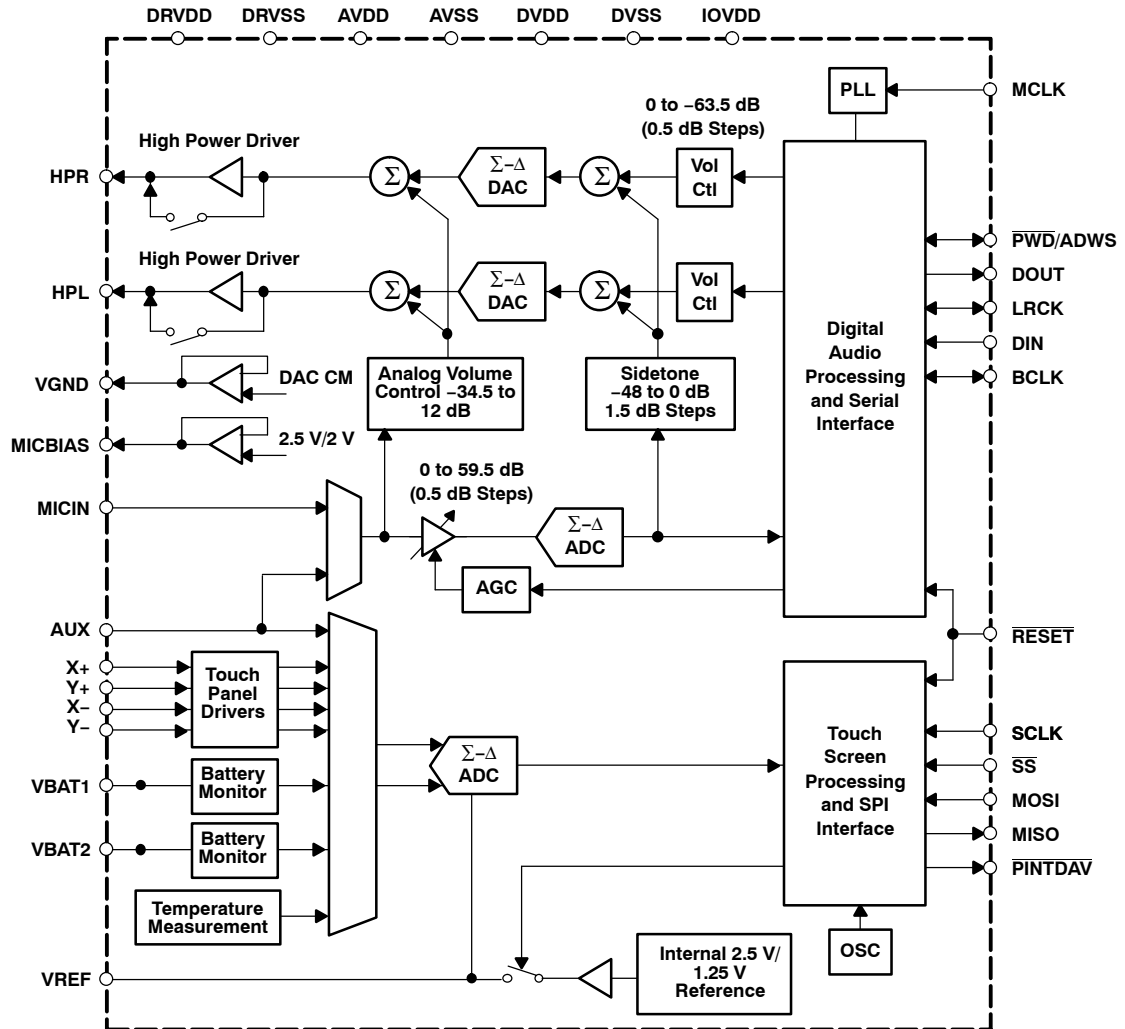 DRVDD DRVSS AVDD AVSS DVDD DVSS IOVDD
PLL
MCLK
0 to −63.5 dB
(0.5 dB Steps)
High Power Driver
HPR
Σ
Σ−Δ
DAC
Σ
Vol
Ctl
PWD/ADWS
DOUT
LRCK
DIN
BCLK
High Power Driver
HPL
Σ
Σ−Δ
DAC
Σ
Vol
Ctl
Digital
Audio
Processing
and Serial
Interface
VGND
DAC CM
Analog Volume
Control −34.5 to
12 dB
Sidetone
−48 to 0 dB
1.5 dB Steps
MICBIAS
2.5 V/2 V
0 to 59.5 dB
(0.5 dB Steps)
MICIN
Σ−Δ
ADC
AGC
AUX
RESET
X+
Y+
X−
Y−
Touch
Panel
Drivers
VBAT1
Battery
Monitor
Σ−Δ
ADC
Touch
Screen
Processing
and SPI
Interface
SCLK
SS
MOSI
MISO
PINTDAV
VBAT2
Battery
Monitor
Temperature
Measurement
OSC
VREF
Internal 2.5 V/
1.25 V
Reference